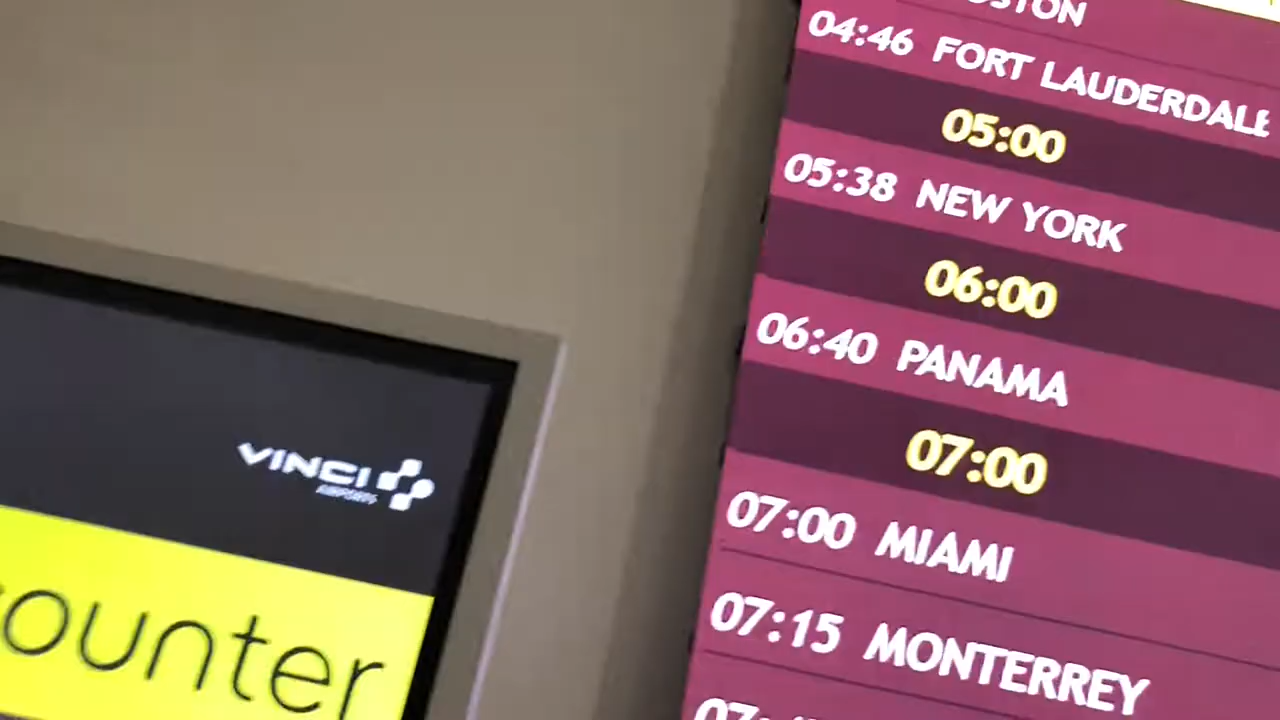 04:46 FORT LAUDERDALE
05:00
05:38 NEW YORK
06:00
06:40 PANAMA
07:00
07:00 MIAMI
07:15 MONTERREY
VINCI
AIRPORTS
ounter